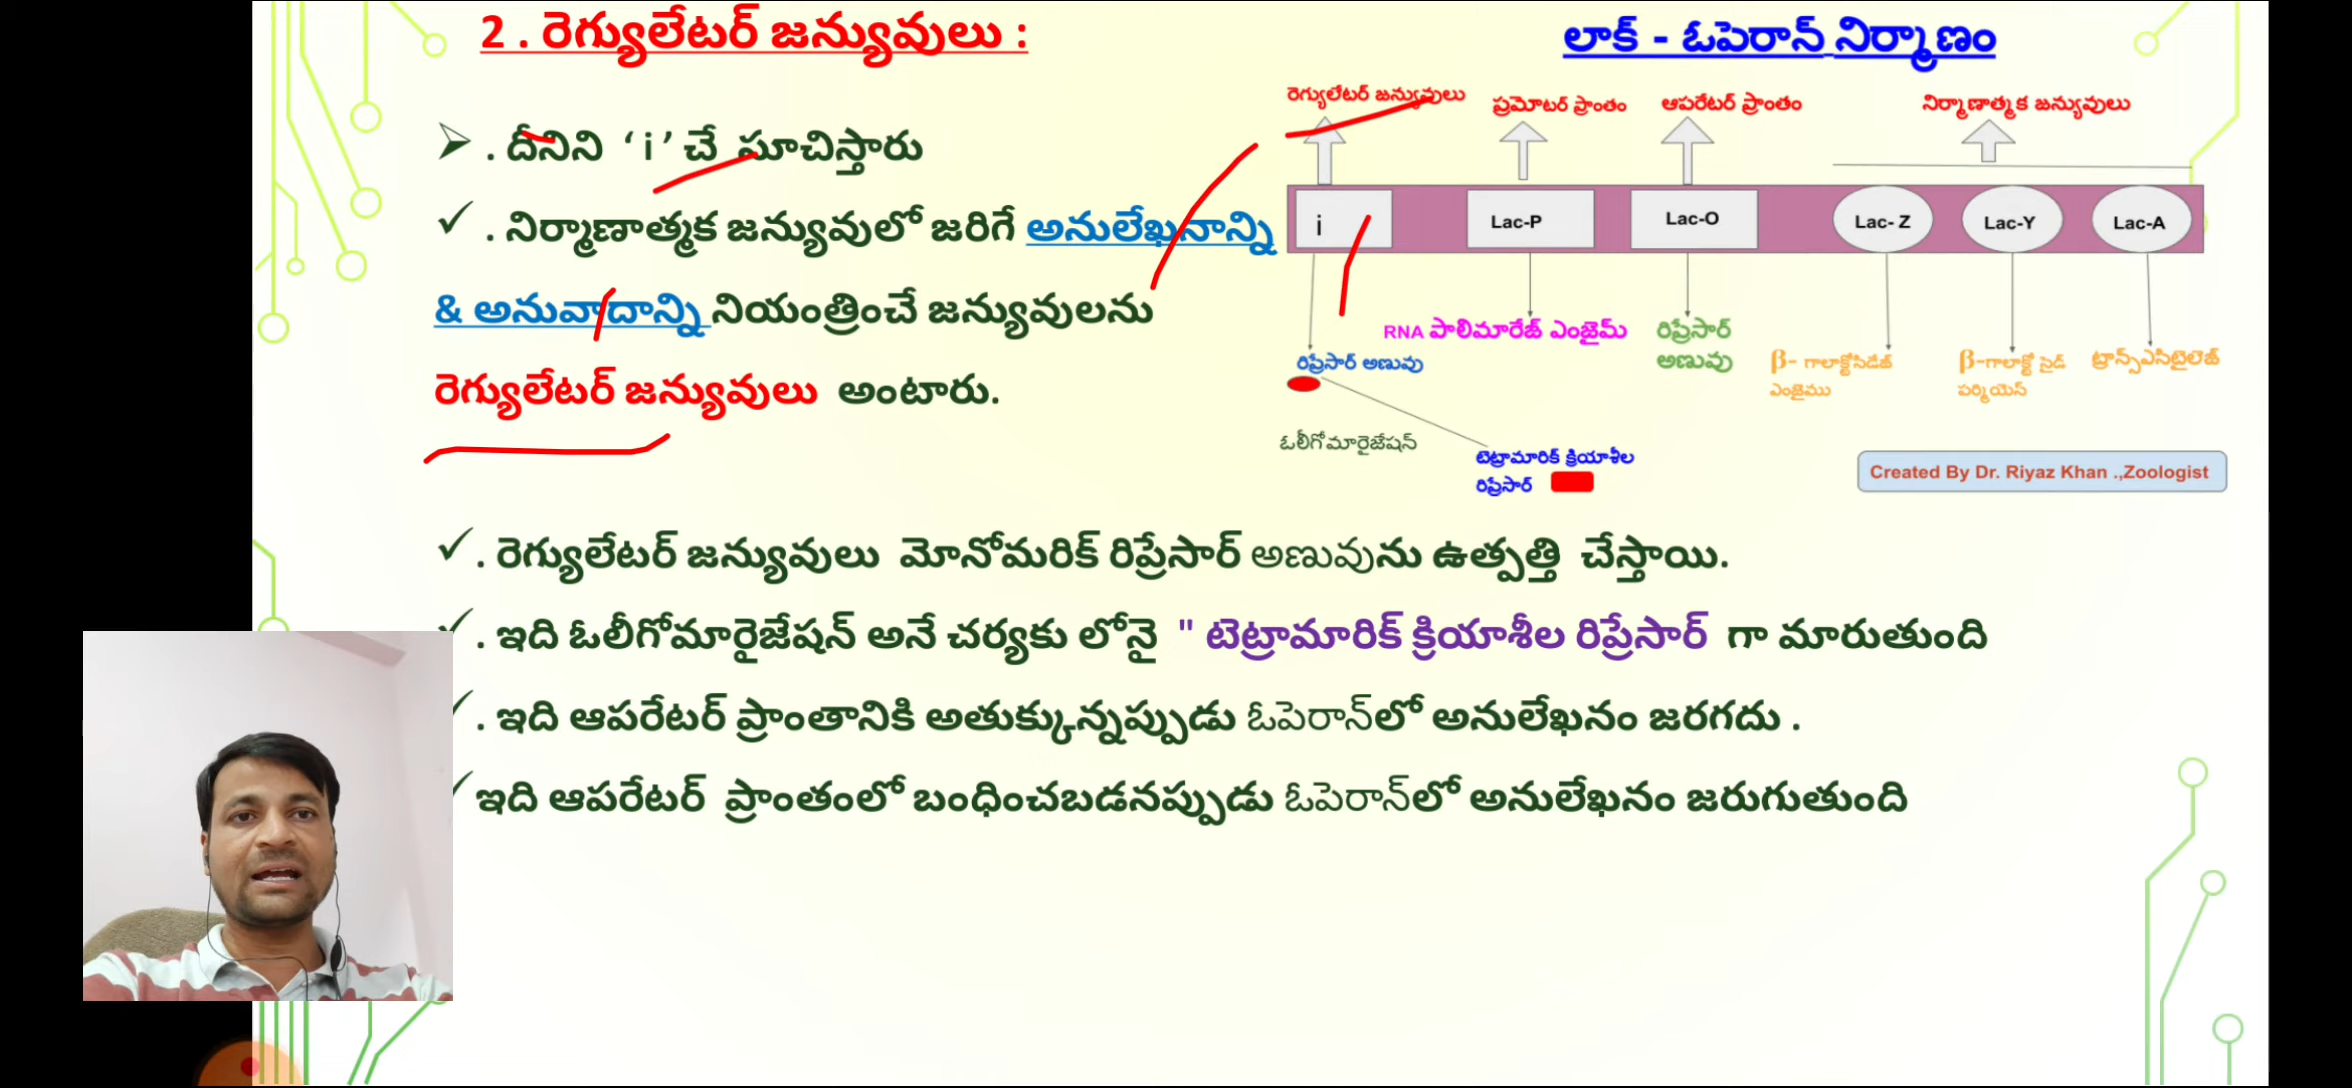 2 . రెగ్యులేటర్ జన్యువులు :
. దీనిని ‘ i ’ చే సూచిస్తారు
. నిర్మాణాత్మక జన్యువులో జరిగే అనులేఖనాన్ని
& అనువాదాన్ని నియంత్రించే జన్యువులను
రెగ్యులేటర్ జన్యువులు అంటారు.
లాక్ - ఓపెరాన్ నిర్మాణం
రెగ్యులేటర్ జన్యువులు
ప్రమోటర్ ప్రాంతం
ఆపరేటర్ ప్రాంతం
నిర్మాణాత్మక జన్యువులు
i
Lac-P
Lac-O
Lac- Z
Lac-Y
Lac-A
RNA పాలిమారేజ్ ఎంజైమ్
రిప్రేసార్
అణువు
రిప్రేసార్ అణువు
β- గాలాక్టోసిడేజ్
ఎంజైము
β-గాలాక్టో సైడ్
పర్మియెస్
ట్రాన్స్ఎసిటైలేజ్
ఓలీగోమారైజేషన్
టెట్రామారిక్ క్రియాశీల
రిప్రేసార్
Created By Dr. Riyaz Khan .,Zoologist
. రెగ్యులేటర్ జన్యువులు మోనోమరిక్ రిప్రేసార్ అణువును ఉత్పత్తి చేస్తాయి.
. ఇది ఓలీగోమారైజేషన్ అనే చర్యకు లోనై " టెట్రామారిక్ క్రియాశీల రిప్రేసార్ గా మారుతుంది
. ఇది ఆపరేటర్ ప్రాంతానికి అతుక్కున్నప్పుడు ఓపెరాన్‌లో అనులేఖనం జరగదు .
ఇది ఆపరేటర్ ప్రాంతంలో బంధించబడనప్పుడు ఓపెరాన్‌లో అనులేఖనం జరుగుతుంది